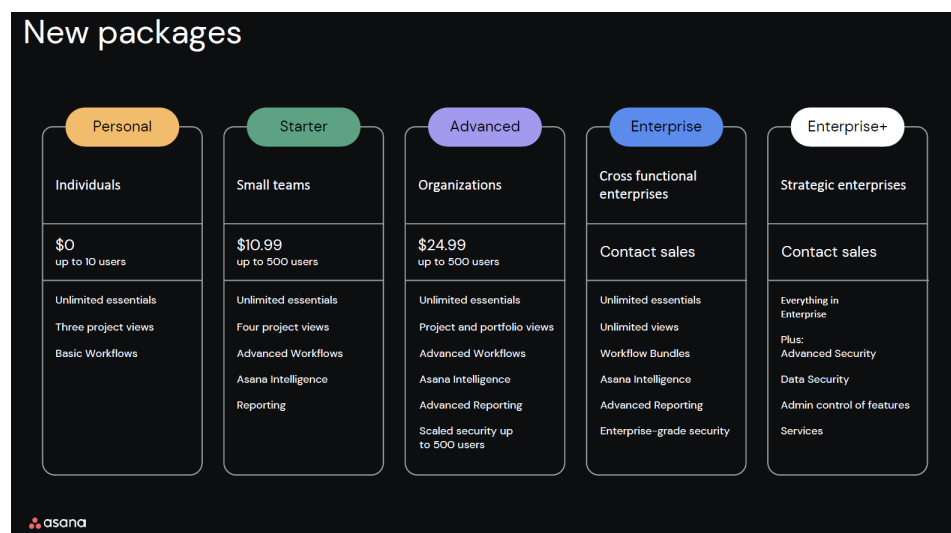 New packages
Personal
Individuals
$0
up to 10 users
Unlimited essentials
Three project views
Basic Workflows
Starter
Small teams
$10.99
up to 500 users
Unlimited essentials
Four project views
Advanced Workflows
Asana Intelligence
Reporting
Advanced
Organizations
$24.99
up to 500 users
Unlimited essentials
Project and portfolio views
Advanced Workflows
Asana Intelligence
Advanced Reporting
Scaled security up
to 500 users
Enterprise
Cross functional
enterprises
Contact sales
Unlimited essentials
Unlimited views
Workflow Bundles
Asana Intelligence
Advanced Reporting
Enterprise-grade security
Enterprise+
Strategic enterprises
Contact sales
Everything in
Enterprise
Plus:
Advanced Security
Data Security
Admin control of features
Services
asana